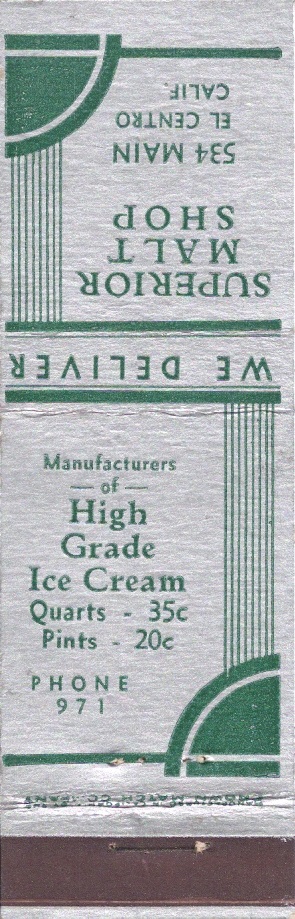 SUPERIOR
MALT
SHOP
534 MAIN
EL CENTRO
CALIF.
WE DELIVER
Manufacturers
— of —
High
Grade
Ice Cream
Quarts - 35c
Pints - 20c
PHONE
971